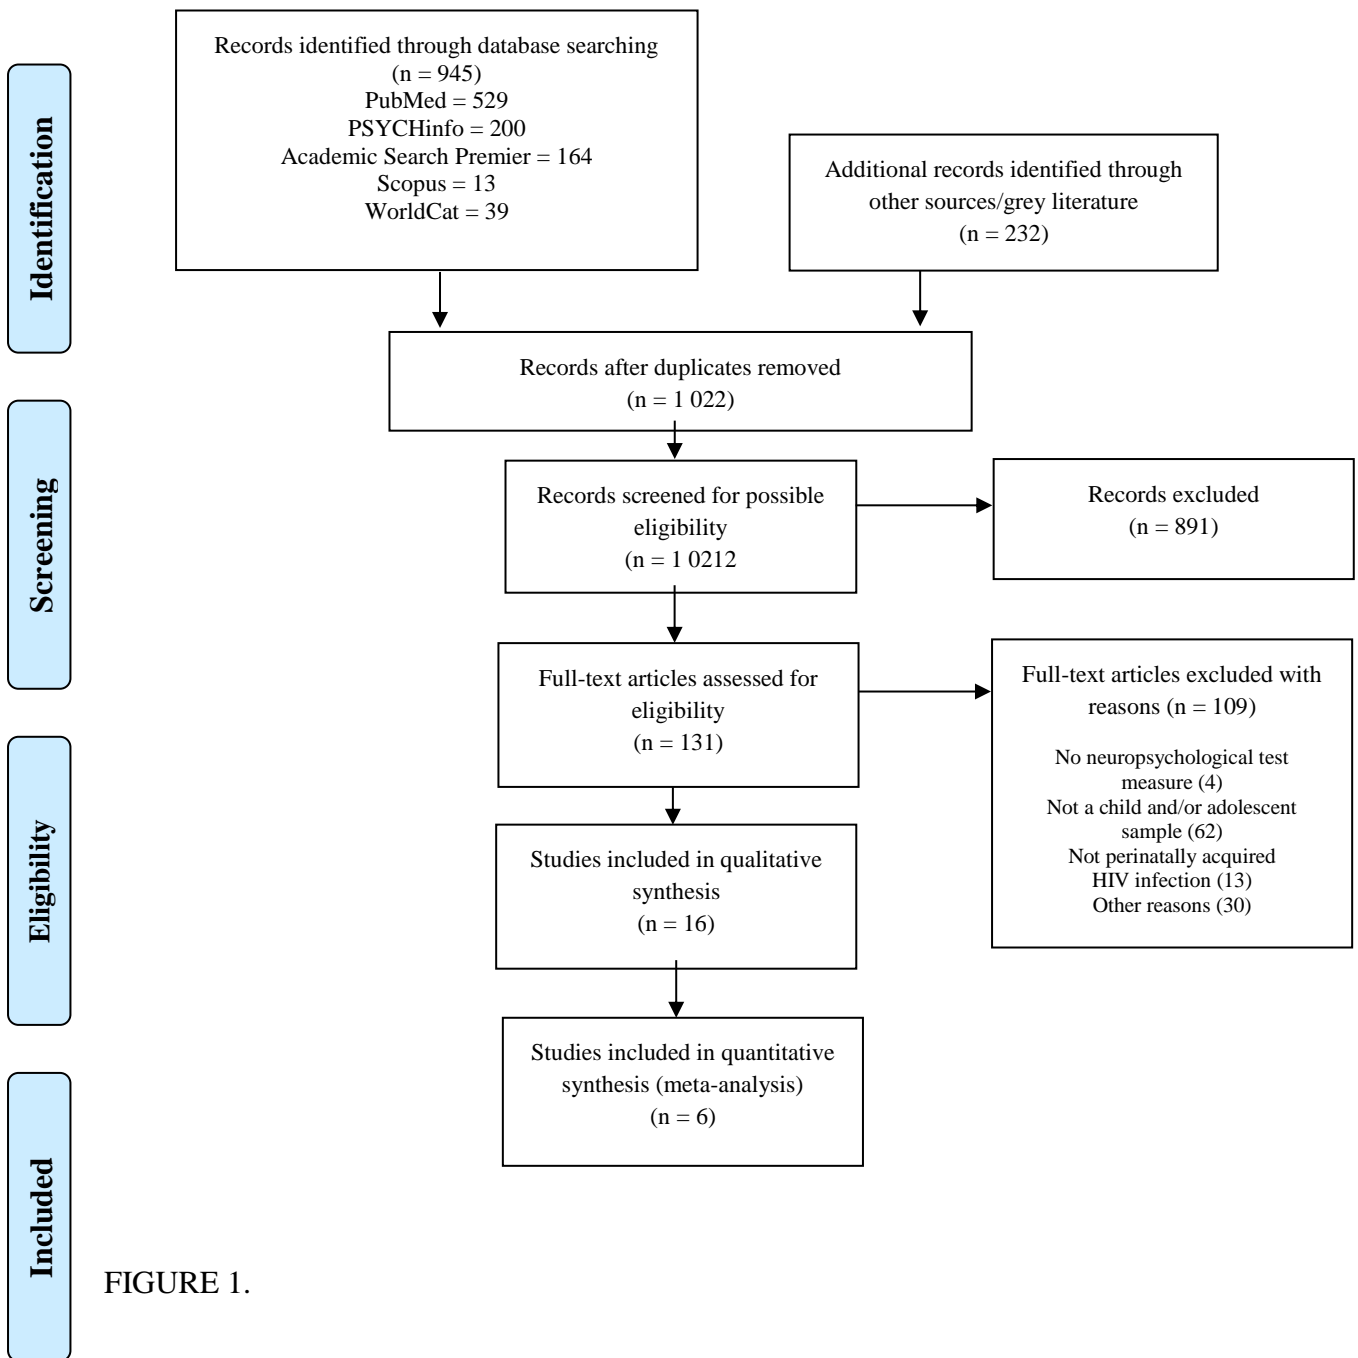 Records identified through database searching
(n = 945)
PubMed = 529
PSYCHinfo = 200
Academic Search Premier = 164
Scopus = 13
WorldCat = 39
Additional records identified through
other sources/grey literature
(n = 232)
Identification
Records after duplicates removed
(n = 1 022)
Screening
Records screened for possible
eligibility
(n = 1 0212
Records excluded
(n = 891)
Full-text articles assessed for
eligibility
(n = 131)
Full-text articles excluded with
reasons (n = 109)
No neuropsychological test
measure (4)
Not a child and/or adolescent
sample (62)
Not perinatally acquired
HIV infection (13)
Other reasons (30)
Eligibility
Studies included in qualitative
synthesis
(n = 16)
Studies included in quantitative
synthesis (meta-analysis)
(n = 6)
Included
FIGURE 1.